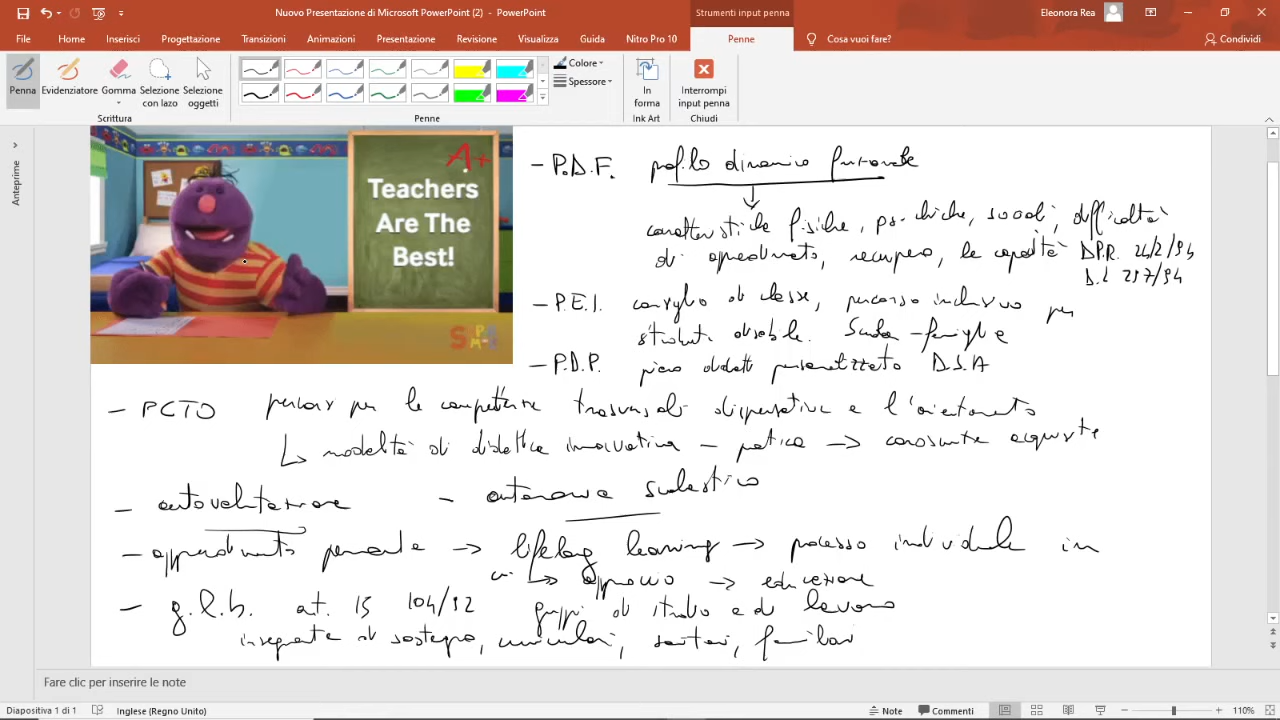 Nuovo Presentazione di Microsoft PowerPoint (2) - PowerPoint
Strumenti input penna
Eleonora Rea
File Home Inserisci Progettazione Transizioni Animazioni Presentazione Revisione Visualizza Guida Nitro Pro 10 Penne Cosa vuoi fare? Condividi
Penna Evidenziatore Gomma Selezione con lazo Selezione oggetti
Colore
Spessore
In forma
Interrompi input penna
Scrittura Penne Ink Art Chiudi
Anteprime
A+
Teachers
Are The
Best!
- P.D.F. profilo dinamico funzionale
caratteristiche fisiche, psichiche, sociali, difficoltà
di apprendimento, recupero, le capacità D.P.R. 24/2/94
D.L 297/94
- P.E.I. consiglio di classe, percorso inclusivo per
studenti disabile. Scuola - famiglie
- P.D.P. piano didatt personalizzato D.S.A
- PCTO percorsi per le competenze trasversali e l'orientamento
↳ modalità di didattica innovativa - pratica → conoscente acquisite
- autovalutazione - autonomia scolastica
- apprendimento permanente → lifelong learning → processo individuale in
↳ approccio → educazione
- g.l.h. art. 15 104/92 gruppi di studio e di lavoro
insegnante di sostegno, curricolari, sanitari, familiari
Fare clic per inserire le note
Diapositiva 1 di 1 Inglese (Regno Unito) Note Commenti 110%